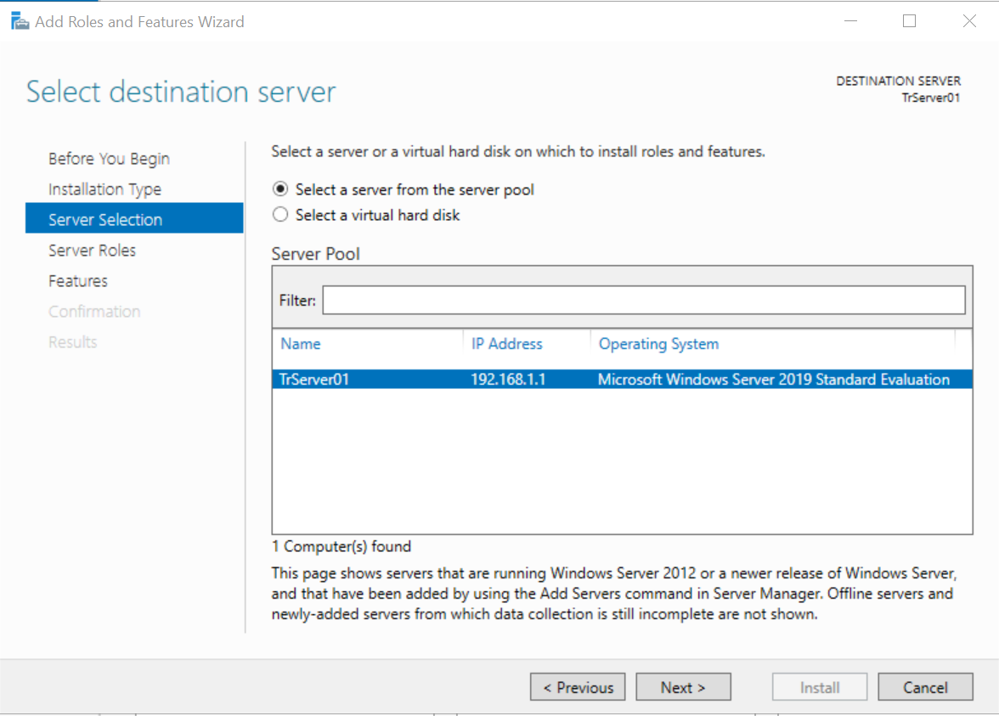 Add Roles and Features Wizard
Select destination server
DESTINATION SERVER
TrServer01
Before You Begin
Installation Type
Server Selection
Server Roles
Features
Confirmation
Results
Select a server or a virtual hard disk on which to install roles and features.
Select a server from the server pool
Select a virtual hard disk
Server Pool
Filter:
Name IP Address Operating System
TrServer01 192.168.1.1 Microsoft Windows Server 2019 Standard Evaluation
1 Computer(s) found
This page shows servers that are running Windows Server 2012 or a newer release of Windows Server,
and that have been added by using the Add Servers command in Server Manager. Offline servers and
newly-added servers from which data collection is still incomplete are not shown.
< Previous Next > Install Cancel